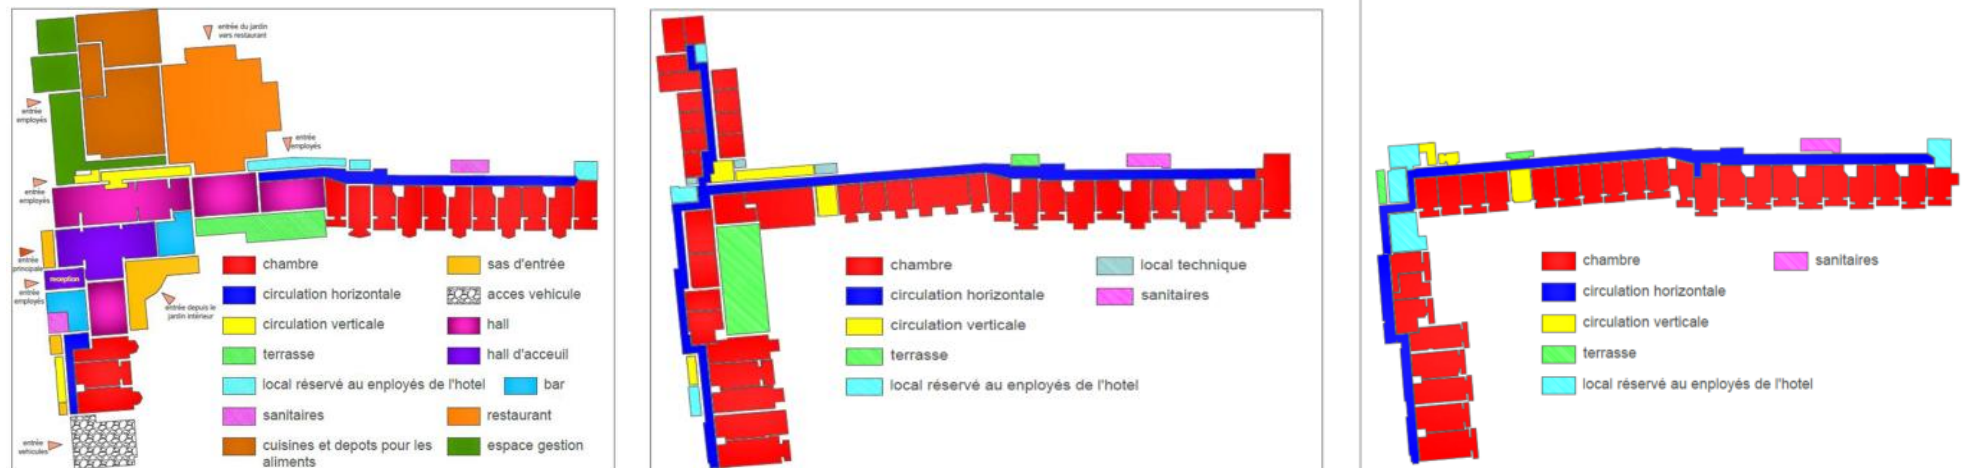 entrée du jardin
vers restaurant
entrée
employés
entrée
employés
entrée
employés
entrée
principale
reception
entrée
employés
entrée depuis le
jardin intérieur
entrée
vehicules
chambre
circulation horizontale
circulation verticale
terrasse
local réservé au enployés de l'hotel
sanitaires
cuisines et depots pour les
aliments
sas d'entrée
acces vehicule
hall
hall d'acceuil
bar
restaurant
espace gestion
chambre
circulation horizontale
circulation verticale
terrasse
local réservé au enployés de l'hotel
local technique
sanitaires
chambre
circulation horizontale
circulation verticale
terrasse
local réservé au enployés de l'hotel
sanitaires